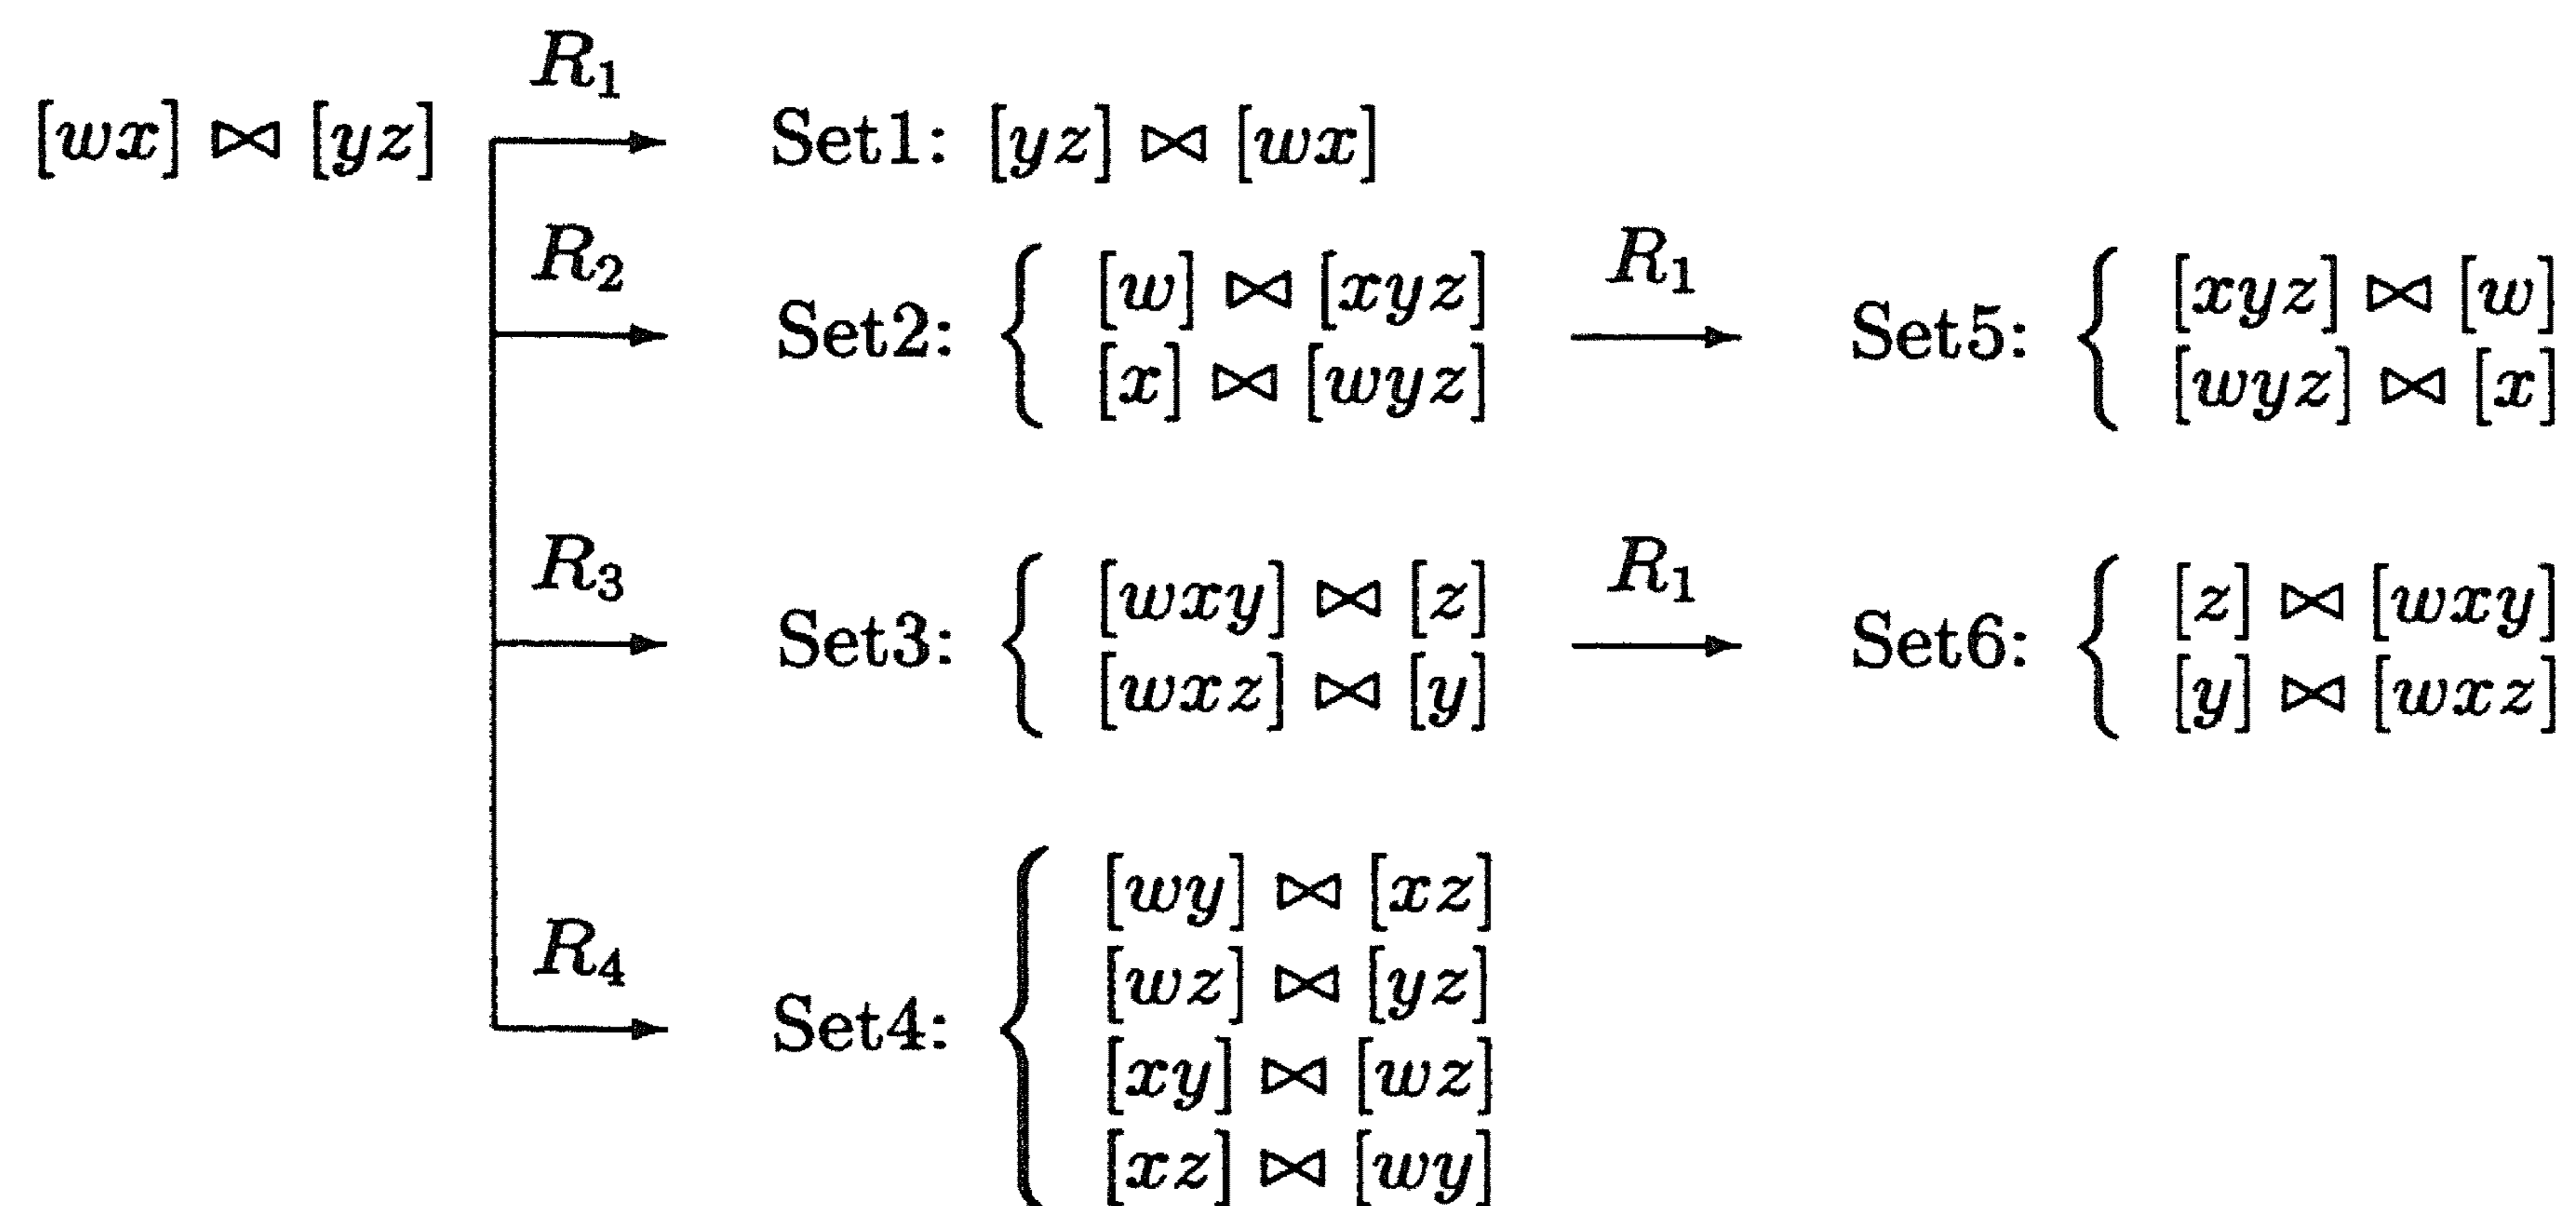 R₁
[wx] ⋈ [yz] Set1: [yz] ⋈ [wx]
R₂ R₁
Set2: { [w] ⋈ [xyz] Set5: { [xyz] ⋈ [w]
[x] ⋈ [wyz] [wyz] ⋈ [x]
R₃ R₁
Set3: { [wxy] ⋈ [z] Set6: { [z] ⋈ [wxy]
[wxz] ⋈ [y] [y] ⋈ [wxz]
R₄
Set4: { [wy] ⋈ [xz]
[wz] ⋈ [yz]
[xy] ⋈ [wz]
[xz] ⋈ [wy]